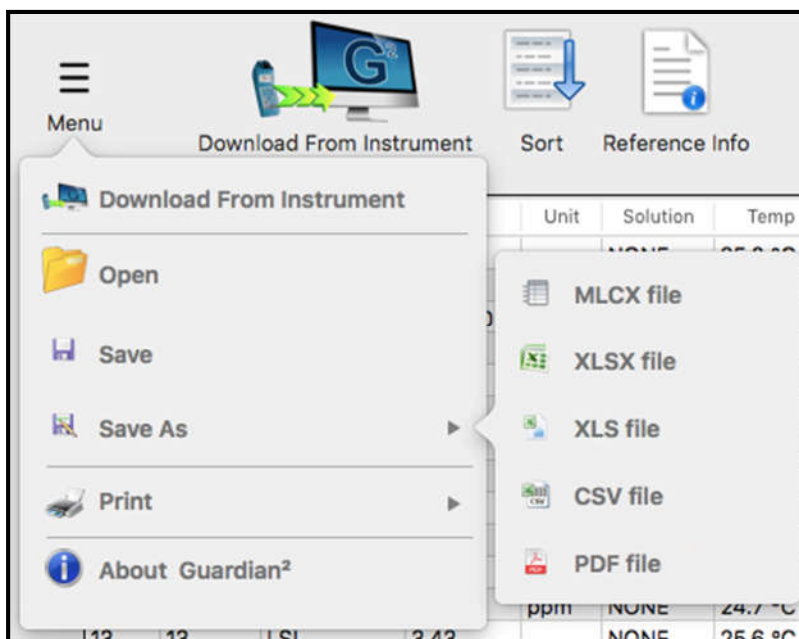 G²
Menu
Download From Instrument
Sort
Reference Info
Download From Instrument
Open
Save
Save As
Print
About Guardian²
Unit Solution Temp
MLCX file
XLSX file
XLS file
CSV file
PDF file
ppm NONE 24.7 °C
13 13 LSI 3.43 NONE 25.6 °C